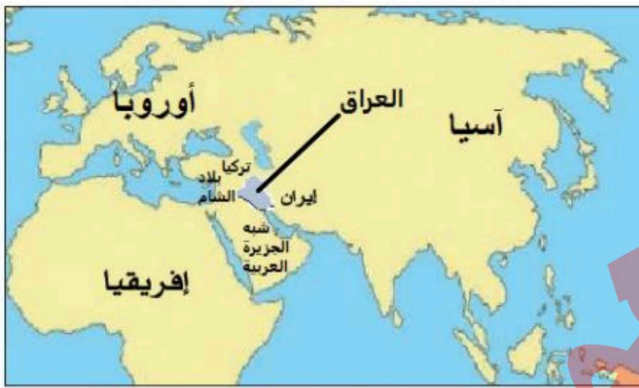 أوروبا
العراق
آسيا
تركيا
بلاد
الشام
إيران
شبه
الجزيرة
العربية
إفريقيا